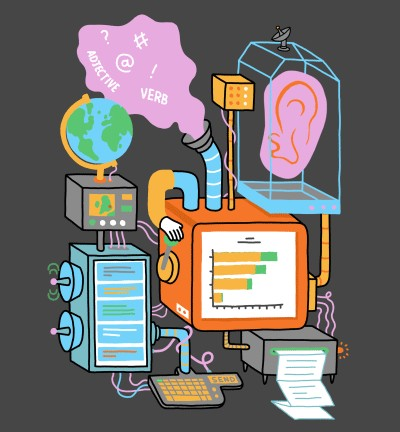 ? #
@ !
ADJECTIVE
VERB
SEND